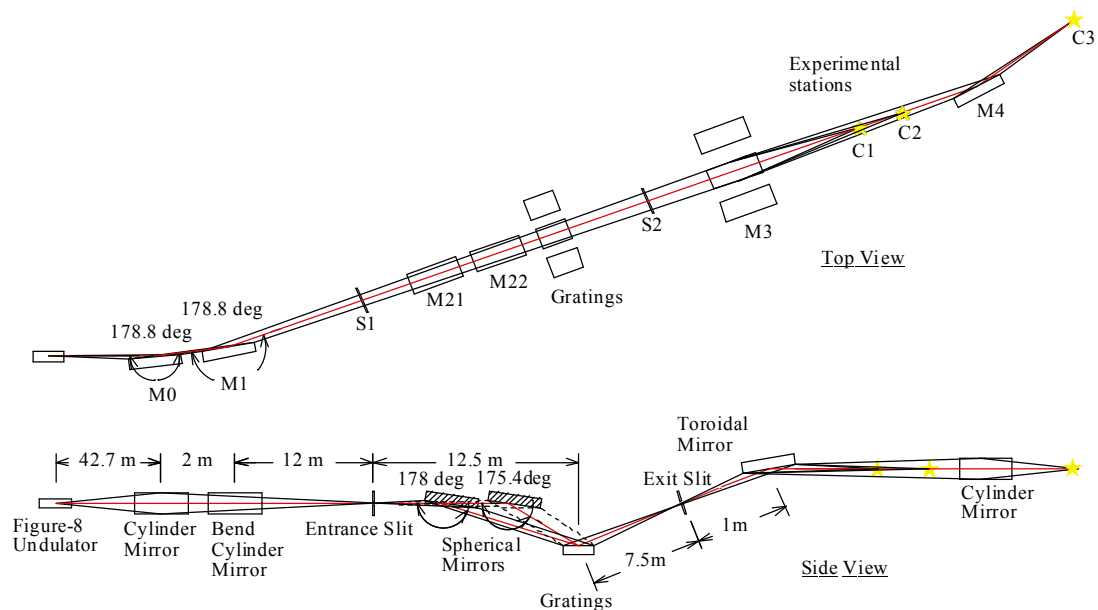 C3
Experimental
stations
M4
C2
C1
S2
M3
Top View
M22
M21
Gratings
S1
178.8 deg
178.8 deg
M1
M0
Toroidal
Mirror
42.7 m
2 m
12 m
12.5 m
178 deg
175.4deg
Exit Slit
Figure-8
Undulator
Cylinder
Mirror
Bend
Cylinder
Mirror
Entrance Slit
Spherical
Mirrors
Gratings
7.5m
1m
Cylinder
Mirror
Side View